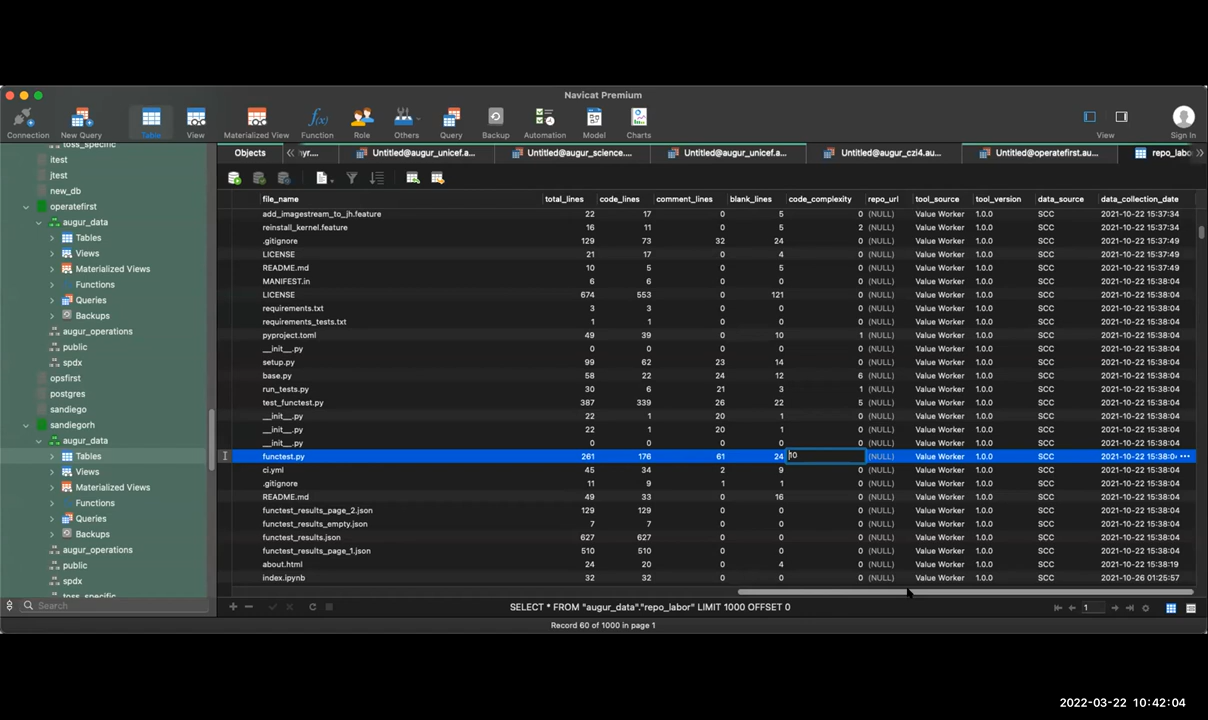 Navicat Premium
Connection New Query Table View Materialized View Function Role Others Query Backup Automation Model Charts View Sign In
toss_specific
itest
jtest
new_db
operatefirst
augur_data
Tables
Views
Materialized Views
Functions
Queries
Backups
augur_operations
public
spdx
opsfirst
postgres
sandiego
sandiegorh
augur_data
Tables
Views
Materialized Views
Functions
Queries
Backups
augur_operations
public
spdx
toss_specific
Search
Objects yr.... Untitled@augur_unicef.a... Untitled@augur_science.... Untitled@augur_unicef.a... Untitled@augur_czi4.au... Untitled@operatefirst.au... repo_labo
file_name total_lines code_lines comment_lines blank_lines code_complexity repo_url tool_source tool_version data_source data_collection_date
add_imagestream_to_jh.feature 22 17 0 5 0 (NULL) Value Worker 1.0.0 SCC 2021-10-22 15:37:34
reinstall_kernel.feature 16 11 0 5 2 (NULL) Value Worker 1.0.0 SCC 2021-10-22 15:37:34
.gitignore 129 73 32 24 0 (NULL) Value Worker 1.0.0 SCC 2021-10-22 15:37:49
LICENSE 21 17 0 4 0 (NULL) Value Worker 1.0.0 SCC 2021-10-22 15:37:49
README.md 10 5 0 5 0 (NULL) Value Worker 1.0.0 SCC 2021-10-22 15:37:49
MANIFEST.in 6 6 0 0 0 (NULL) Value Worker 1.0.0 SCC 2021-10-22 15:38:04
LICENSE 674 553 0 121 0 (NULL) Value Worker 1.0.0 SCC 2021-10-22 15:38:04
requirements.txt 3 3 0 0 0 (NULL) Value Worker 1.0.0 SCC 2021-10-22 15:38:04
requirements_tests.txt 1 1 0 0 0 (NULL) Value Worker 1.0.0 SCC 2021-10-22 15:38:04
pyproject.toml 49 39 0 10 1 (NULL) Value Worker 1.0.0 SCC 2021-10-22 15:38:04
__init__.py 0 0 0 0 0 (NULL) Value Worker 1.0.0 SCC 2021-10-22 15:38:04
setup.py 99 62 23 14 0 (NULL) Value Worker 1.0.0 SCC 2021-10-22 15:38:04
base.py 58 22 24 12 6 (NULL) Value Worker 1.0.0 SCC 2021-10-22 15:38:04
run_tests.py 30 6 21 3 1 (NULL) Value Worker 1.0.0 SCC 2021-10-22 15:38:04
test_functest.py 387 339 26 22 5 (NULL) Value Worker 1.0.0 SCC 2021-10-22 15:38:04
__init__.py 22 1 20 1 0 (NULL) Value Worker 1.0.0 SCC 2021-10-22 15:38:04
__init__.py 22 1 20 1 0 (NULL) Value Worker 1.0.0 SCC 2021-10-22 15:38:04
__init__.py 0 0 0 0 0 (NULL) Value Worker 1.0.0 SCC 2021-10-22 15:38:04
functest.py 261 176 61 24 10 (NULL) Value Worker 1.0.0 SCC 2021-10-22 15:38:0 •••
ci.yml 45 34 2 9 0 (NULL) Value Worker 1.0.0 SCC 2021-10-22 15:38:04
.gitignore 11 9 1 1 0 (NULL) Value Worker 1.0.0 SCC 2021-10-22 15:38:04
README.md 49 33 0 16 0 (NULL) Value Worker 1.0.0 SCC 2021-10-22 15:38:04
functest_results_page_2.json 129 129 0 0 0 (NULL) Value Worker 1.0.0 SCC 2021-10-22 15:38:04
functest_results_empty.json 7 7 0 0 0 (NULL) Value Worker 1.0.0 SCC 2021-10-22 15:38:04
functest_results.json 627 627 0 0 0 (NULL) Value Worker 1.0.0 SCC 2021-10-22 15:38:04
functest_results_page_1.json 510 510 0 0 0 (NULL) Value Worker 1.0.0 SCC 2021-10-22 15:38:04
about.html 24 20 0 4 0 (NULL) Value Worker 1.0.0 SCC 2021-10-22 15:38:19
index.ipynb 32 32 0 0 0 (NULL) Value Worker 1.0.0 SCC 2021-10-26 01:25:57
SELECT * FROM "augur_data"."repo_labor" LIMIT 1000 OFFSET 0
1
Record 60 of 1000 in page 1
2022-03-22 10:42:04